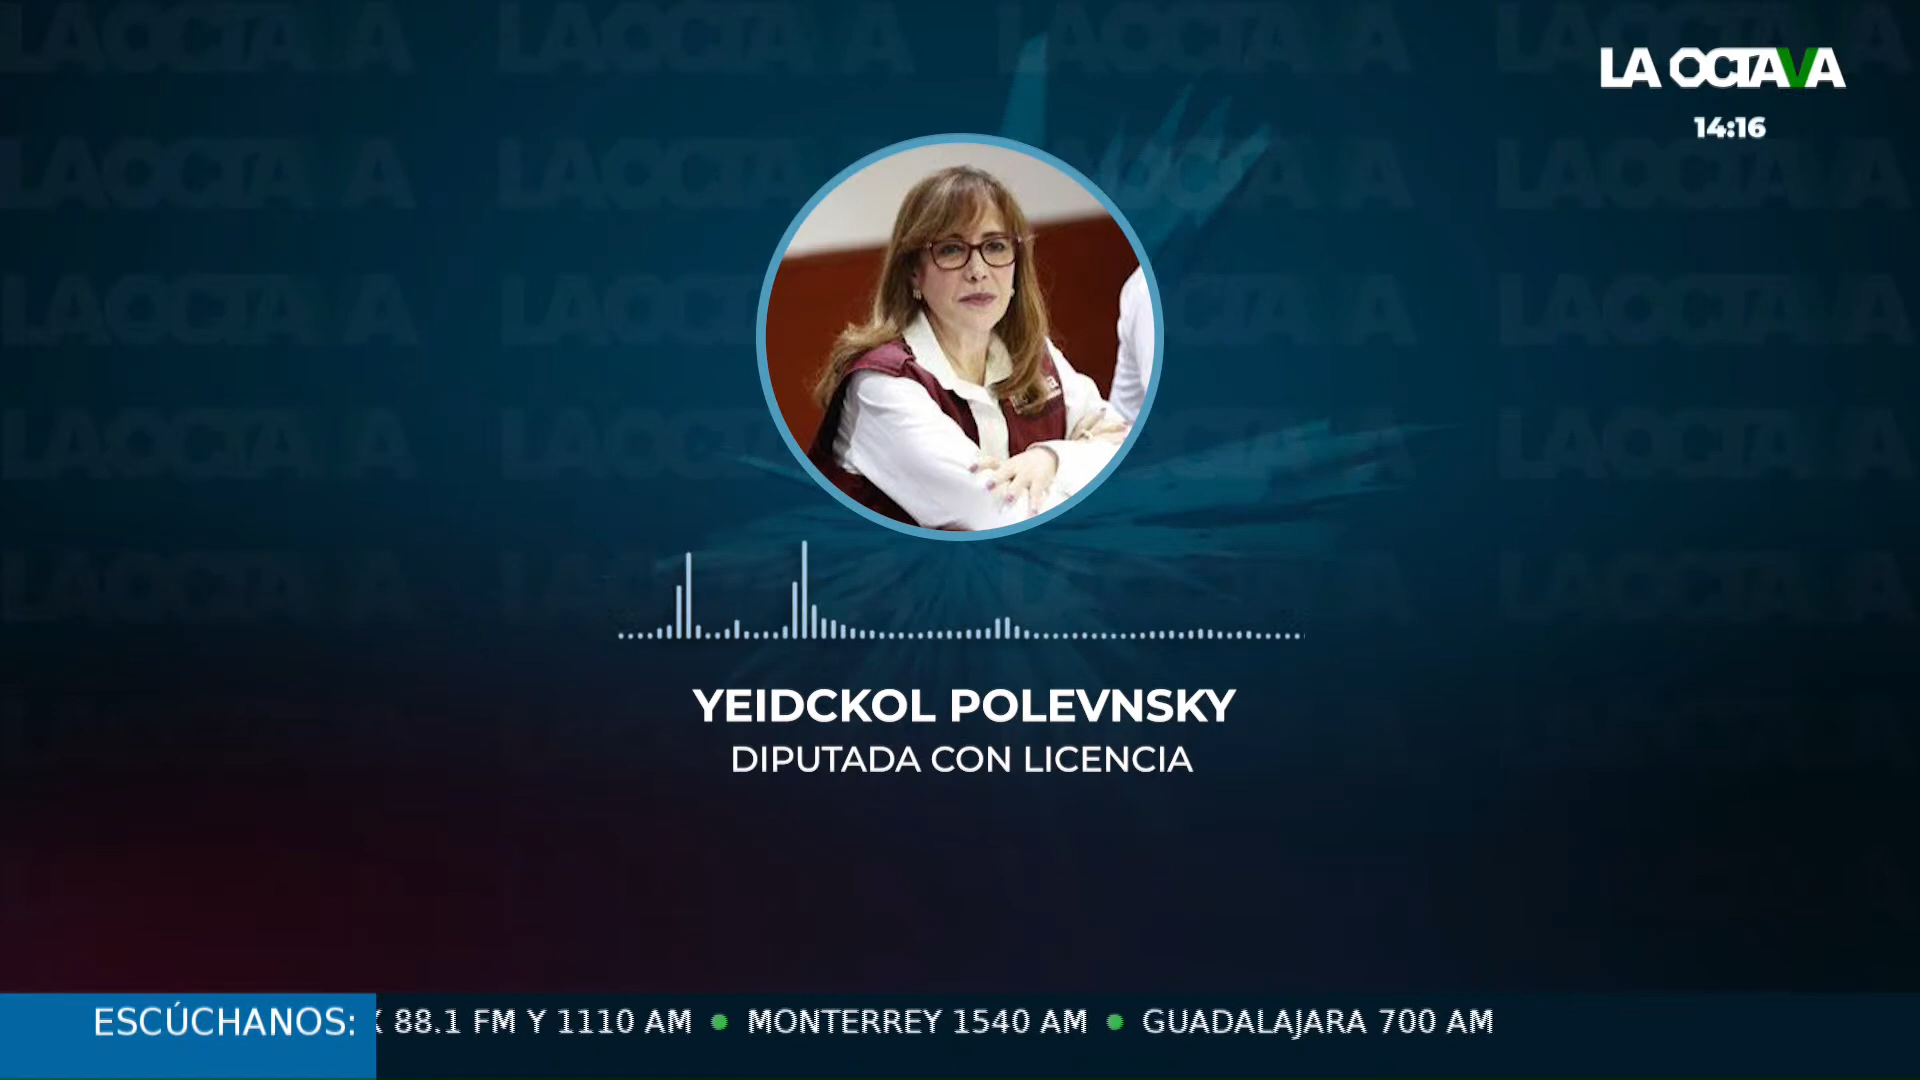 LA OCTAVA
14:16
YEIDCKOL POLEVNSKY
DIPUTADA CON LICENCIA
ESCÚCHANOS: 88.1 FM Y 1110 AM ● MONTERREY 1540 AM ● GUADALAJARA 700 AM